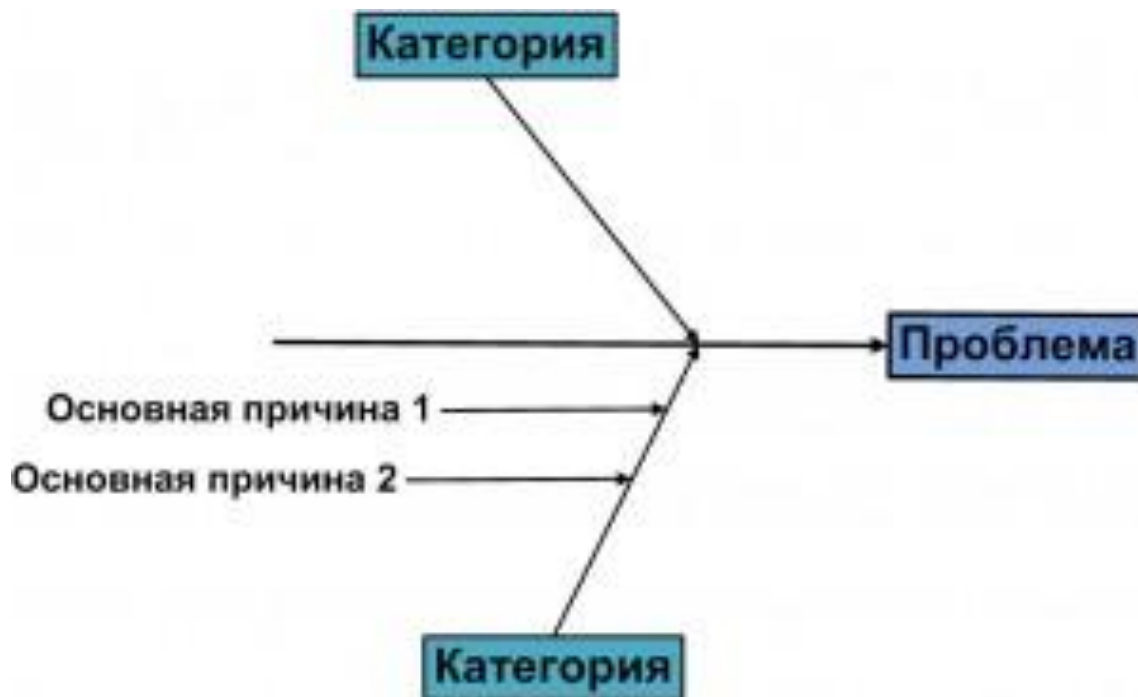 Категория
Проблема
Основная причина 1
Основная причина 2
Категория